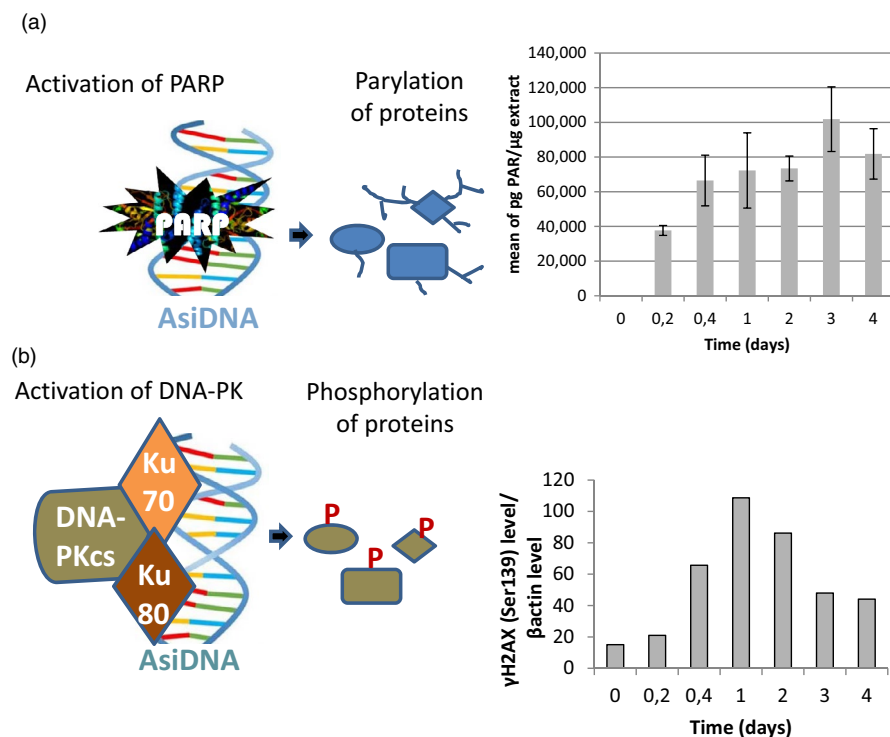 (a)
Activation of PARP
Parylation
of proteins
PARP
AsiDNA
mean of pg PAR/µg extract
140,000
120,000
100,000
80,000
60,000
40,000
20,000
0
0 0,2 0,4 1 2 3 4
Time (days)
(b)
Activation of DNA-PK
Phosphorylation
of proteins
Ku
70
DNA-
PKcs
Ku
80
AsiDNA
P
P
P
γH2AX (Ser139) level/
βactin level
120
100
80
60
40
20
0
0 0,2 0,4 1 2 3 4
Time (days)